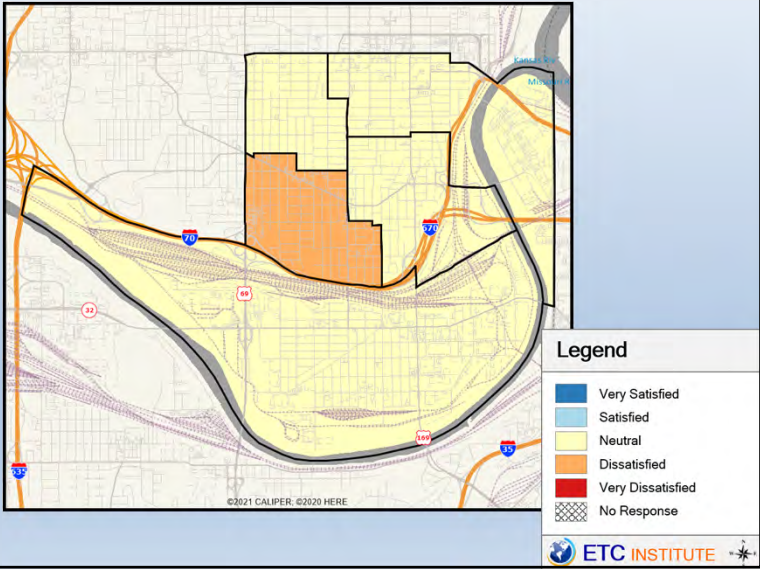 Kansas
Missouri R
70
670
69
32
169
635
35
©2021 CALIPER; ©2020 HERE
Legend
Very Satisfied
Satisfied
Neutral
Dissatisfied
Very Dissatisfied
No Response
N
W
E
S
ETC INSTITUTE